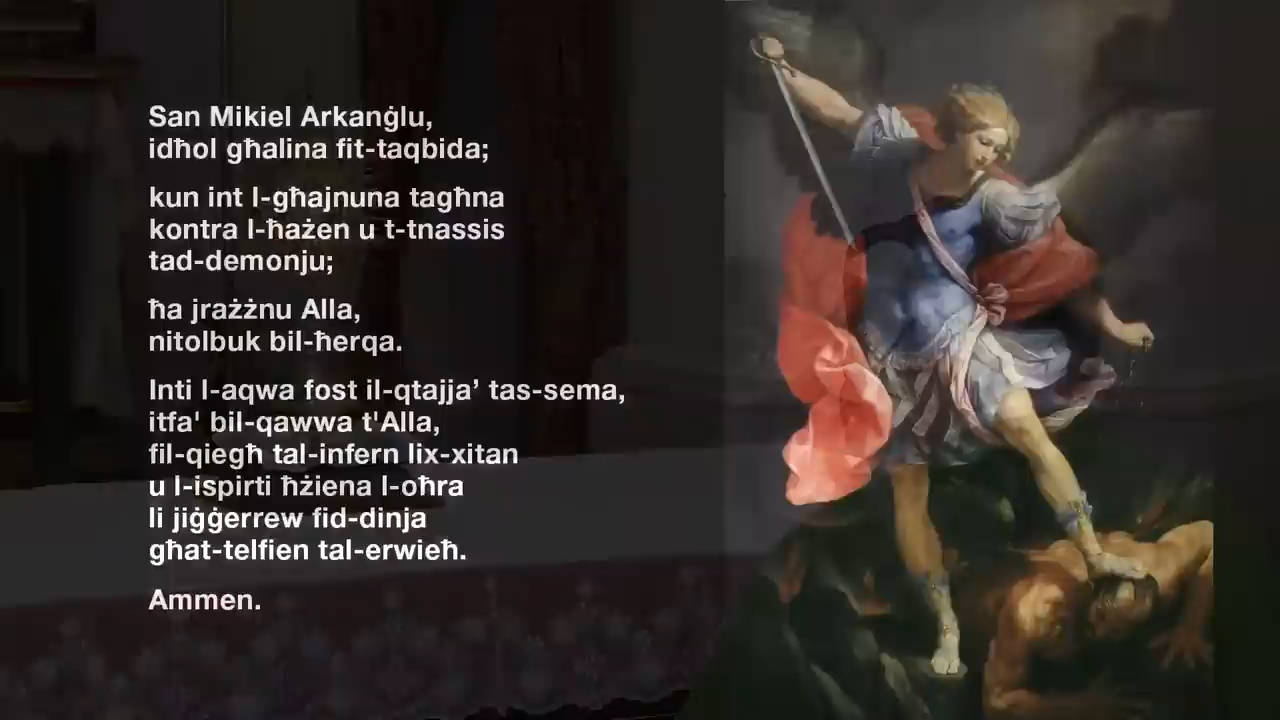 San Mikiel Arkanġlu,
idħol għalina fit-taqbida;
kun int l-għajnuna tagħna
kontra l-ħażen u t-tnassis
tad-demonju;
ħa jrażżnu Alla,
nitolbuk bil-ħerqa.
Inti l-aqwa fost il-qtajja’ tas-sema,
itfa' bil-qawwa t'Alla,
fil-qiegħ tal-infern lix-xitan
u l-ispirti ħżiena l-oħra
li jiġġerrew fid-dinja
għat-telfien tal-erwieħ.
Ammen.